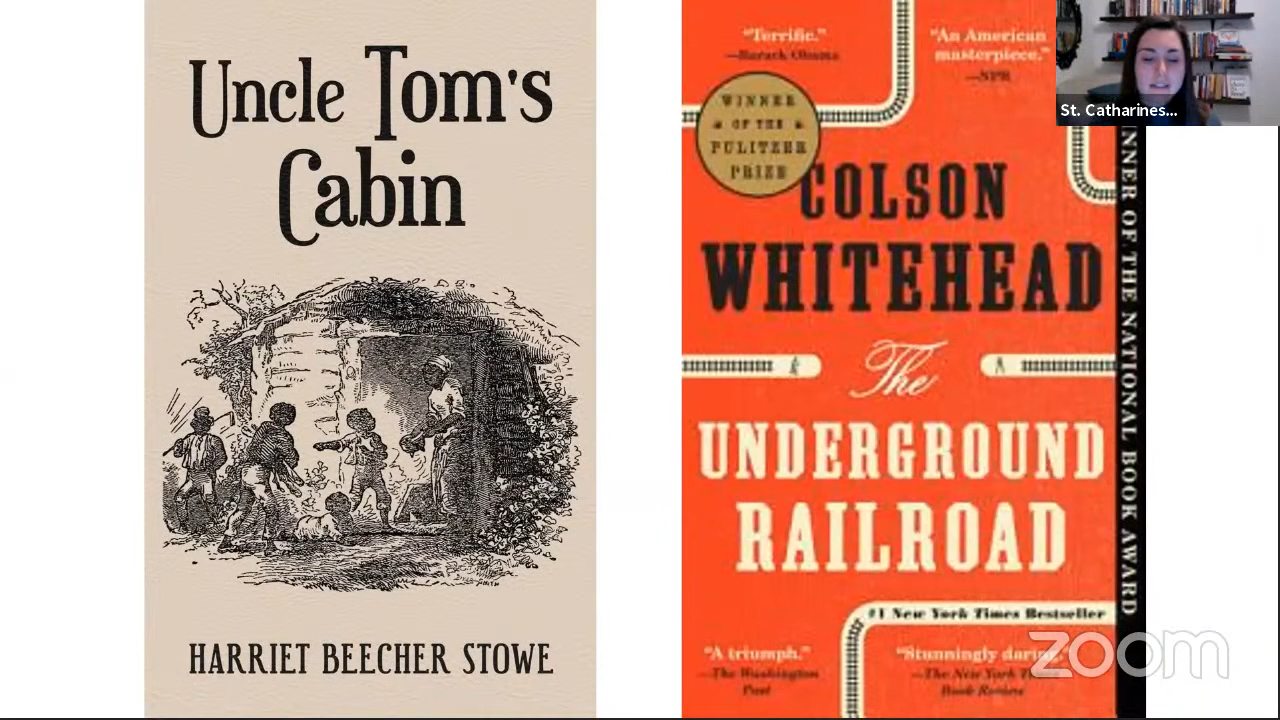 Uncle Tom's
Cabin
HARRIET BEECHER STOWE
“Terrific.”
—Barack Obama
“An American
masterpiece.”
—NPR
WINNER
OF THE
PULITZER
PRIZE
COLSON
WHITEHEAD
The
UNDERGROUND
RAILROAD
#1 New York Times Bestseller
“A triumph.”
—The Washington
Post
“Stunningly daring.”
—The New York Times
Book Review
NNER OF THE NATIONAL BOOK AWARD
St. Catharines...
zoom